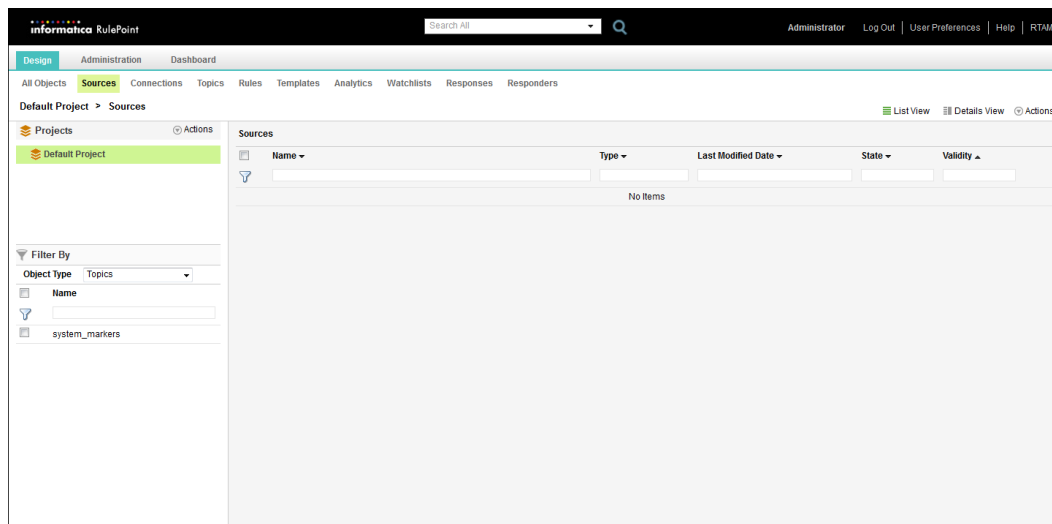 informatica RulePoint
Search All
Administrator Log Out User Preferences Help RTAM
Design Administration Dashboard
All Objects Sources Connections Topics Rules Templates Analytics Watchlists Responses Responders
Default Project > Sources
List View Details View Actions
Projects Actions
Default Project
Sources
Name Type Last Modified Date State Validity
No Items
Filter By
Object Type Topics
Name
system_markers